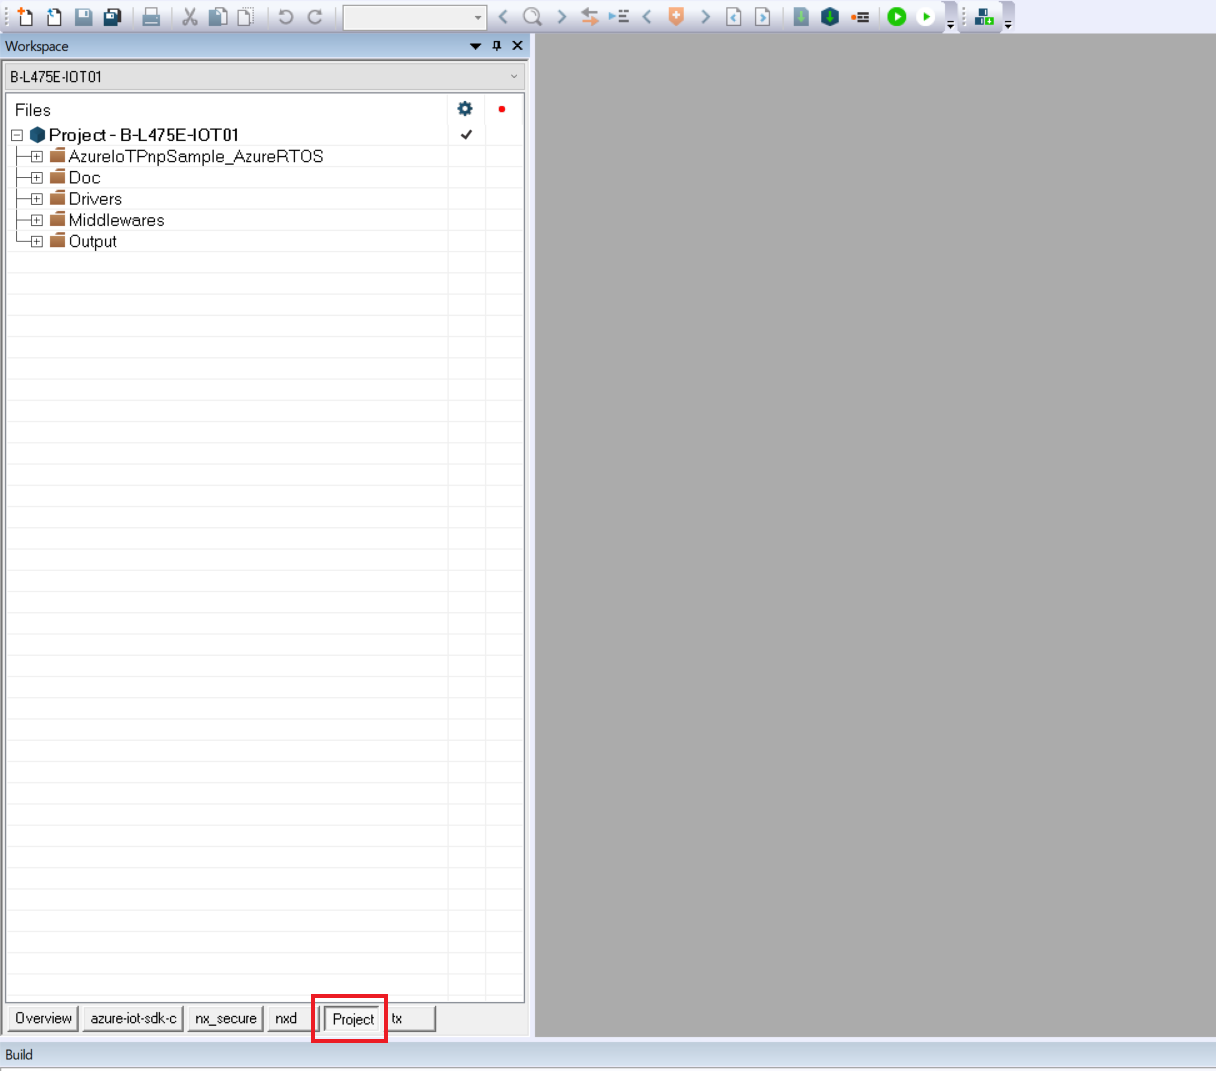 Workspace
B-L475E-IOT01
Files
Project - B-L475E-IOT01
AzureIoTPnpSample_AzureRTOS
Doc
Drivers
Middlewares
Output
Overview azure-iot-sdk-c nx_secure nxd Project tx
Build